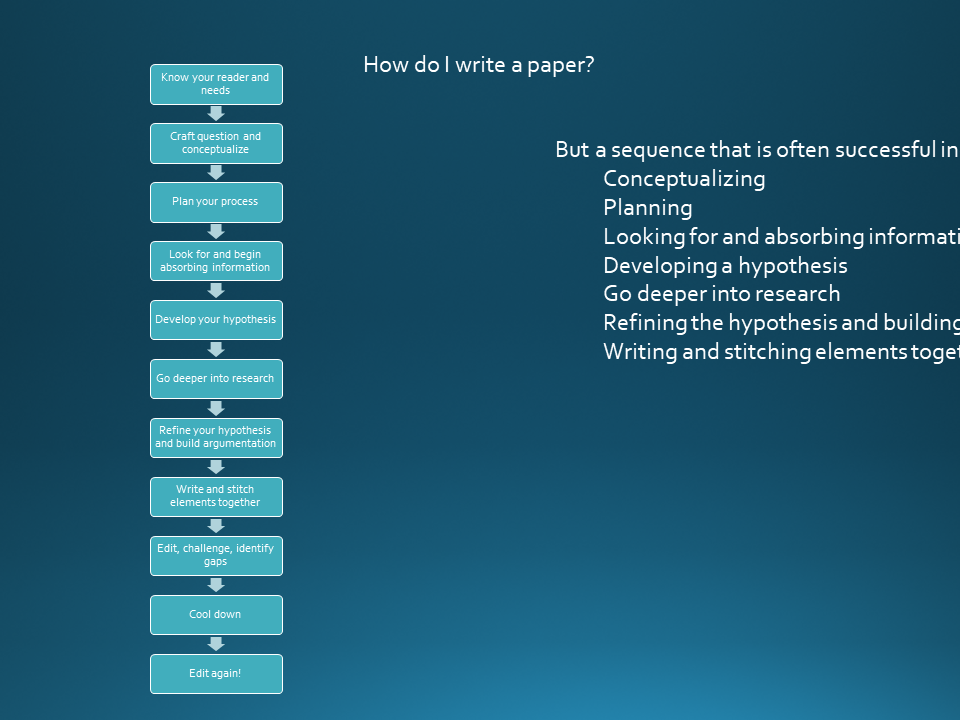 How do I write a paper?
Know your reader and
needs
Craft question and
conceptualize
Plan your process
Look for and begin
absorbing information
Develop your hypothesis
Go deeper into research
Refine your hypothesis
and build argumentation
Write and stitch
elements together
Edit, challenge, identify
gaps
Cool down
Edit again!
But a sequence that is often successful in
Conceptualizing
Planning
Looking for and absorbing informati
Developing a hypothesis
Go deeper into research
Refining the hypothesis and building
Writing and stitching elements toget